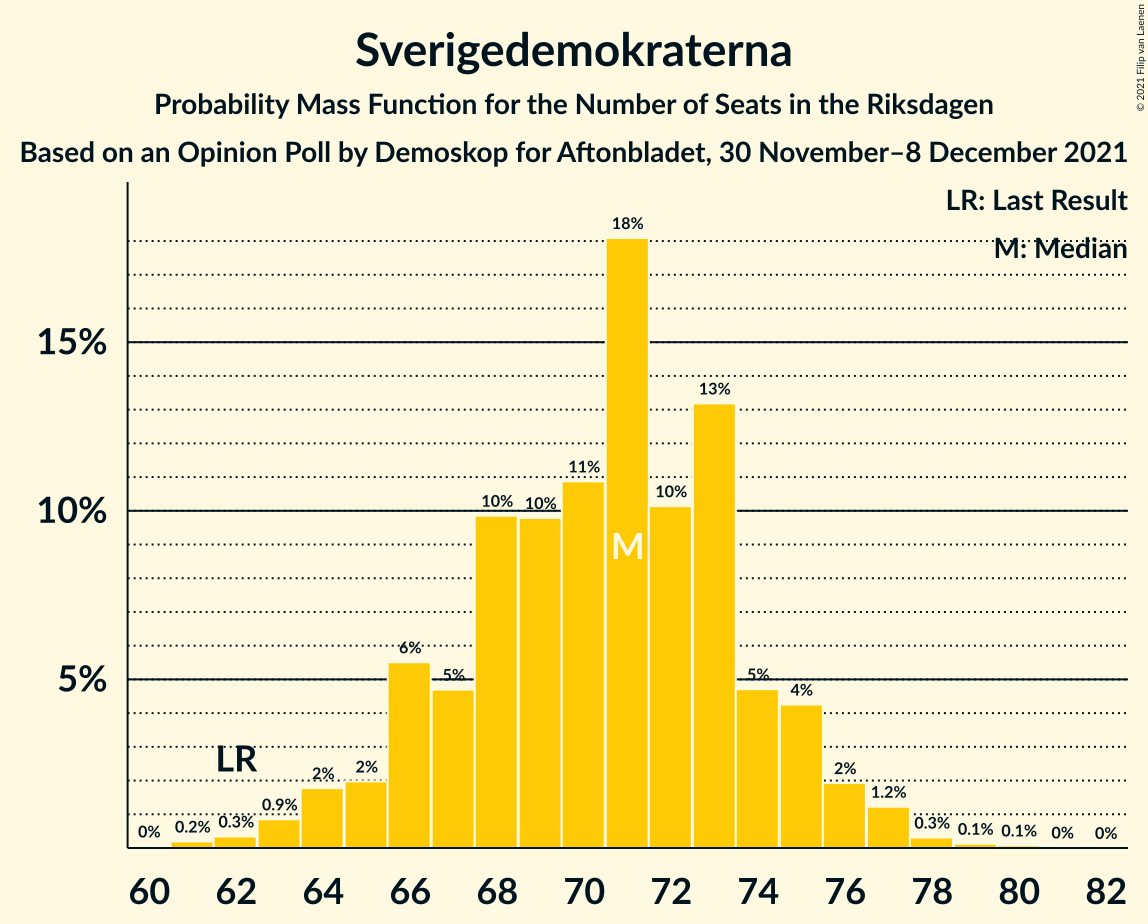 Sverigedemokraterna
Probability Mass Function for the Number of Seats in the Riksdagen
Based on an Opinion Poll by Demoskop for Aftonbladet, 30 November–8 December 2021
© 2021 Filip van Laenen
LR: Last Result
M: Median
15%
10%
5%
0%
0.2%
0.3%
0.9%
2%
2%
6%
5%
10%
10%
11%
18%
10%
13%
5%
4%
2%
1.2%
0.3%
0.1%
0.1%
0%
0%
LR
M
60 62 64 66 68 70 72 74 76 78 80 82